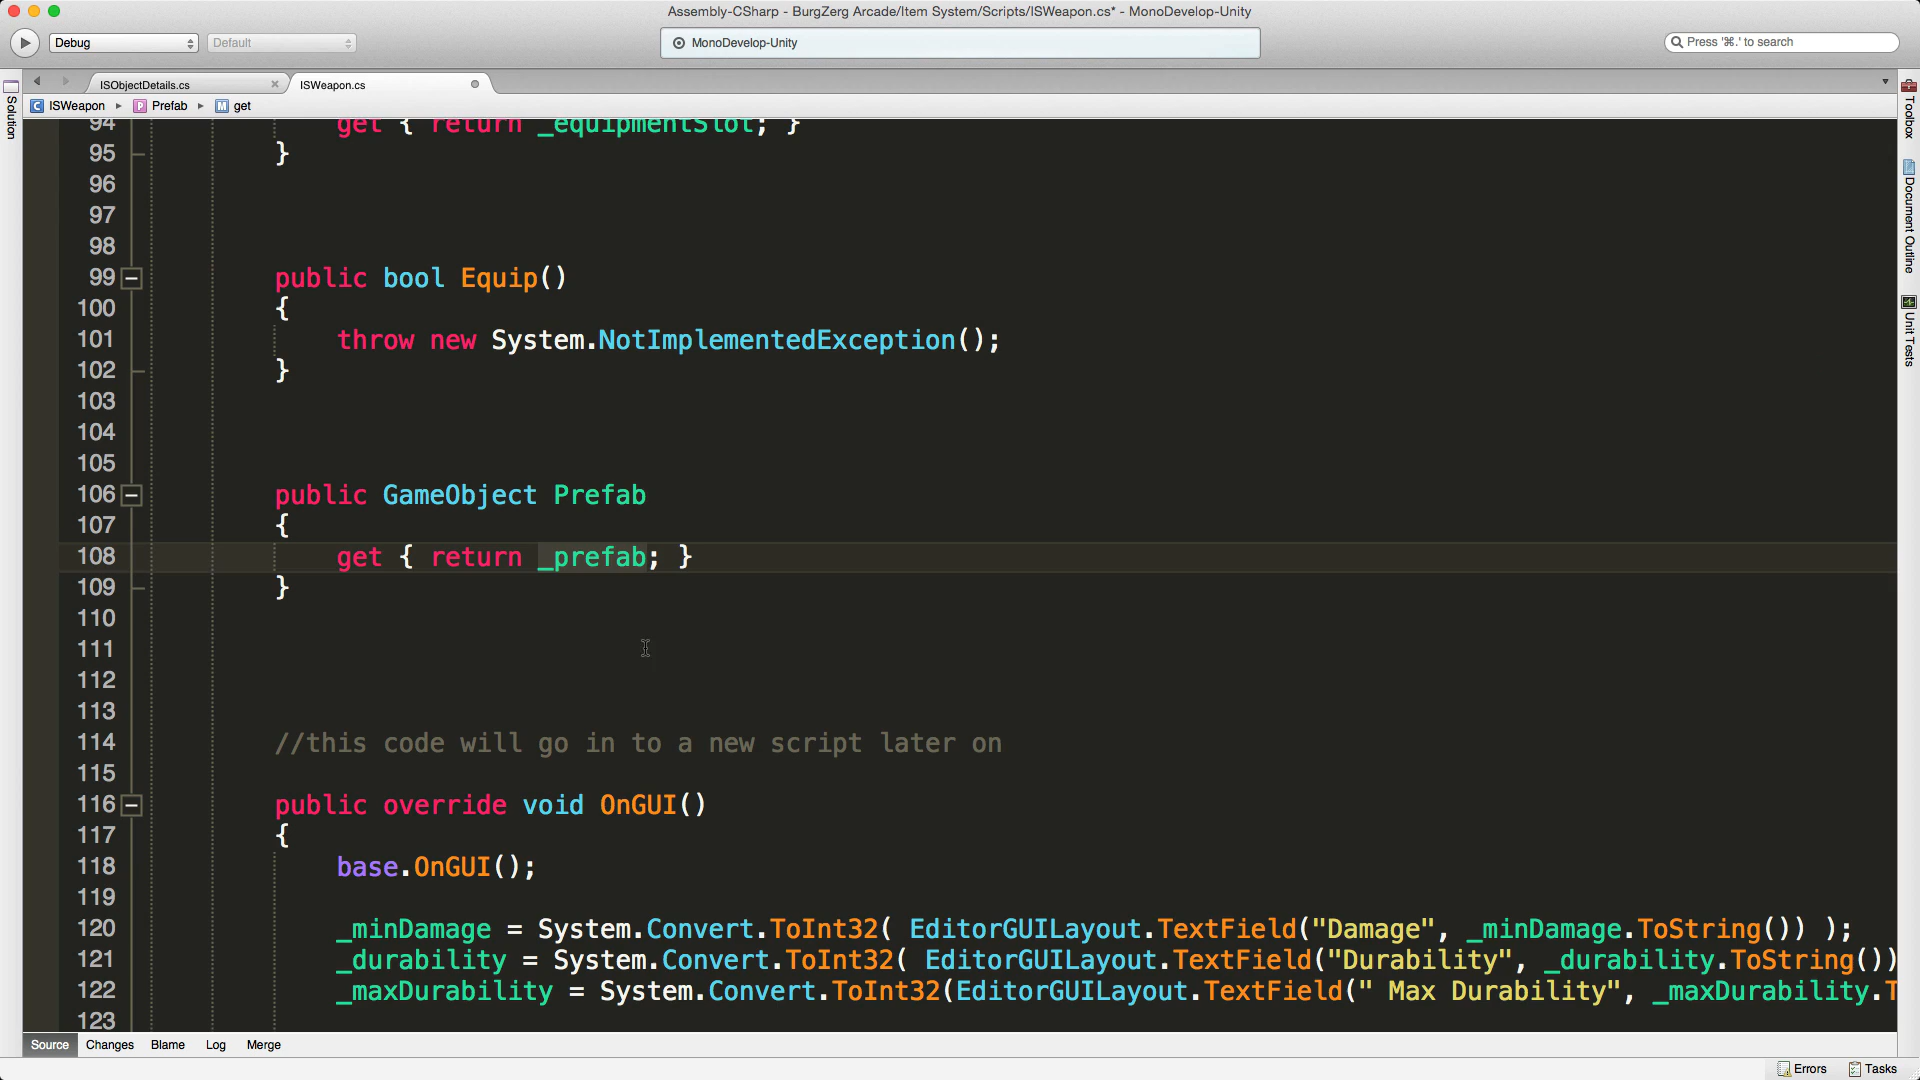 Assembly-CSharp - BurgZerg Arcade/Item System/Scripts/ISWeapon.cs* - MonoDevelop-Unity
Debug
Default
MonoDevelop-Unity
Press '⌘.' to search
ISObjectDetails.cs
ISWeapon.cs
ISWeapon
Prefab
get
Solution
Toolbox
Document Outline
Unit Tests
94 get { return _equipmentSlot; }
95 }
96
97
98
99 public bool Equip()
100 {
101 throw new System.NotImplementedException();
102 }
103
104
105
106 public GameObject Prefab
107 {
108 get { return _prefab; }
109 }
110
111
112
113
114 //this code will go in to a new script later on
115
116 public override void OnGUI()
117 {
118 base.OnGUI();
119
120 _minDamage = System.Convert.ToInt32( EditorGUILayout.TextField("Damage", _minDamage.ToString()) );
121 _durability = System.Convert.ToInt32( EditorGUILayout.TextField("Durability", _durability.ToString())
122 _maxDurability = System.Convert.ToInt32(EditorGUILayout.TextField(" Max Durability", _maxDurability.T
123
Source Changes Blame Log Merge
Errors Tasks